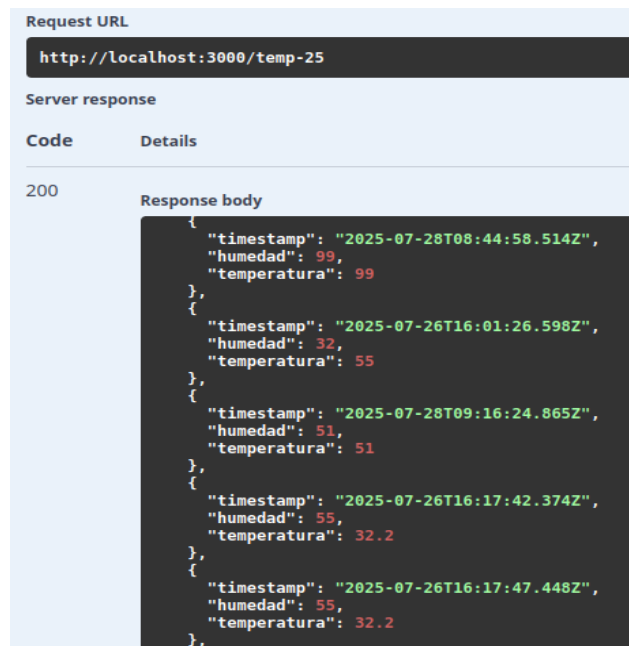 Request URL
http://localhost:3000/temp-25
Server response
Code Details
200
Response body
{
"timestamp": "2025-07-28T08:44:58.514Z",
"humedad": 99,
"temperatura": 99
},
{
"timestamp": "2025-07-26T16:01:26.598Z",
"humedad": 32,
"temperatura": 55
},
{
"timestamp": "2025-07-28T09:16:24.865Z",
"humedad": 51,
"temperatura": 51
},
{
"timestamp": "2025-07-26T16:17:42.374Z",
"humedad": 55,
"temperatura": 32.2
},
{
"timestamp": "2025-07-26T16:17:47.448Z",
"humedad": 55,
"temperatura": 32.2
},